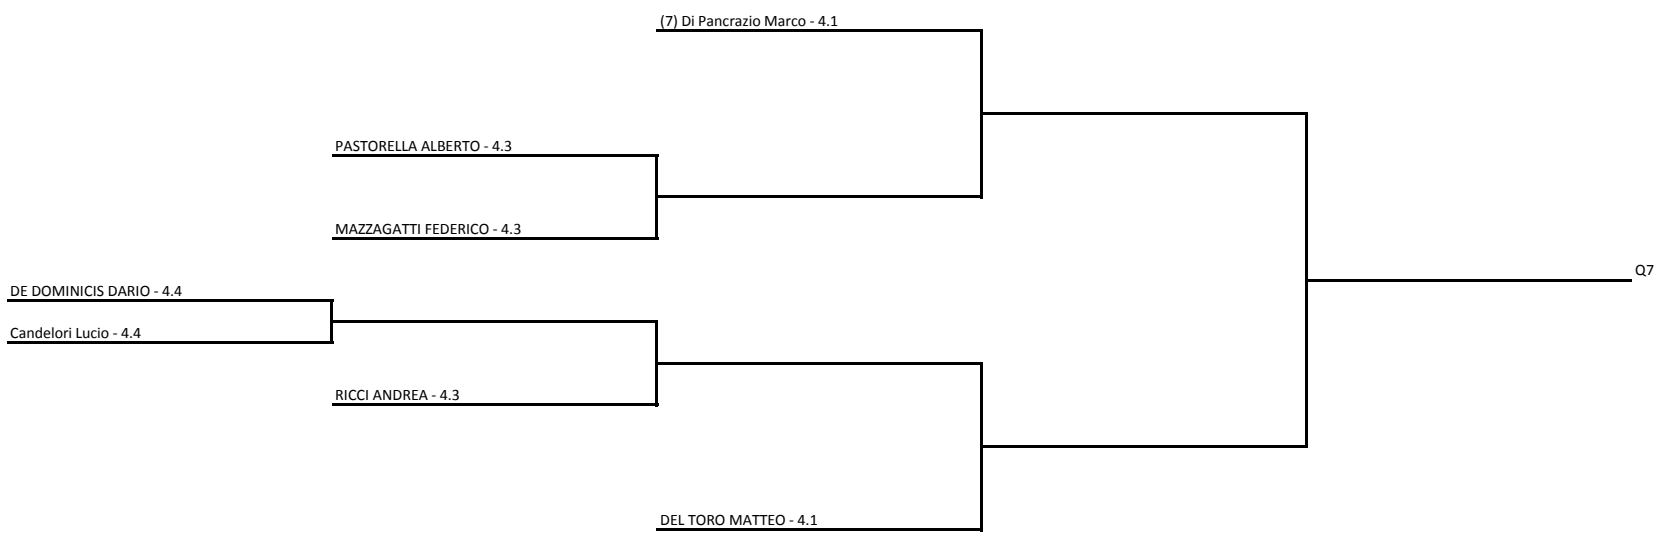 (7) Di Pancrazio Marco - 4.1
PASTORELLA ALBERTO - 4.3
MAZZAGATTI FEDERICO - 4.3
Q7
DE DOMINICIS DARIO - 4.4
Candelori Lucio - 4.4
RICCI ANDREA - 4.3
DEL TORO MATTEO - 4.1